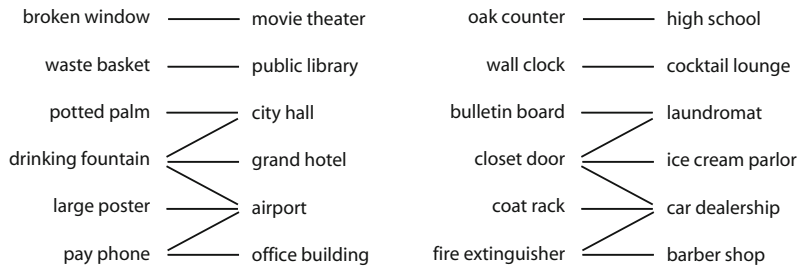 broken window movie theater oak counter high school
waste basket public library wall clock cocktail lounge
potted palm city hall bulletin board laundromat
drinking fountain grand hotel closet door ice cream parlor
large poster airport coat rack car dealership
pay phone office building fire extinguisher barber shop